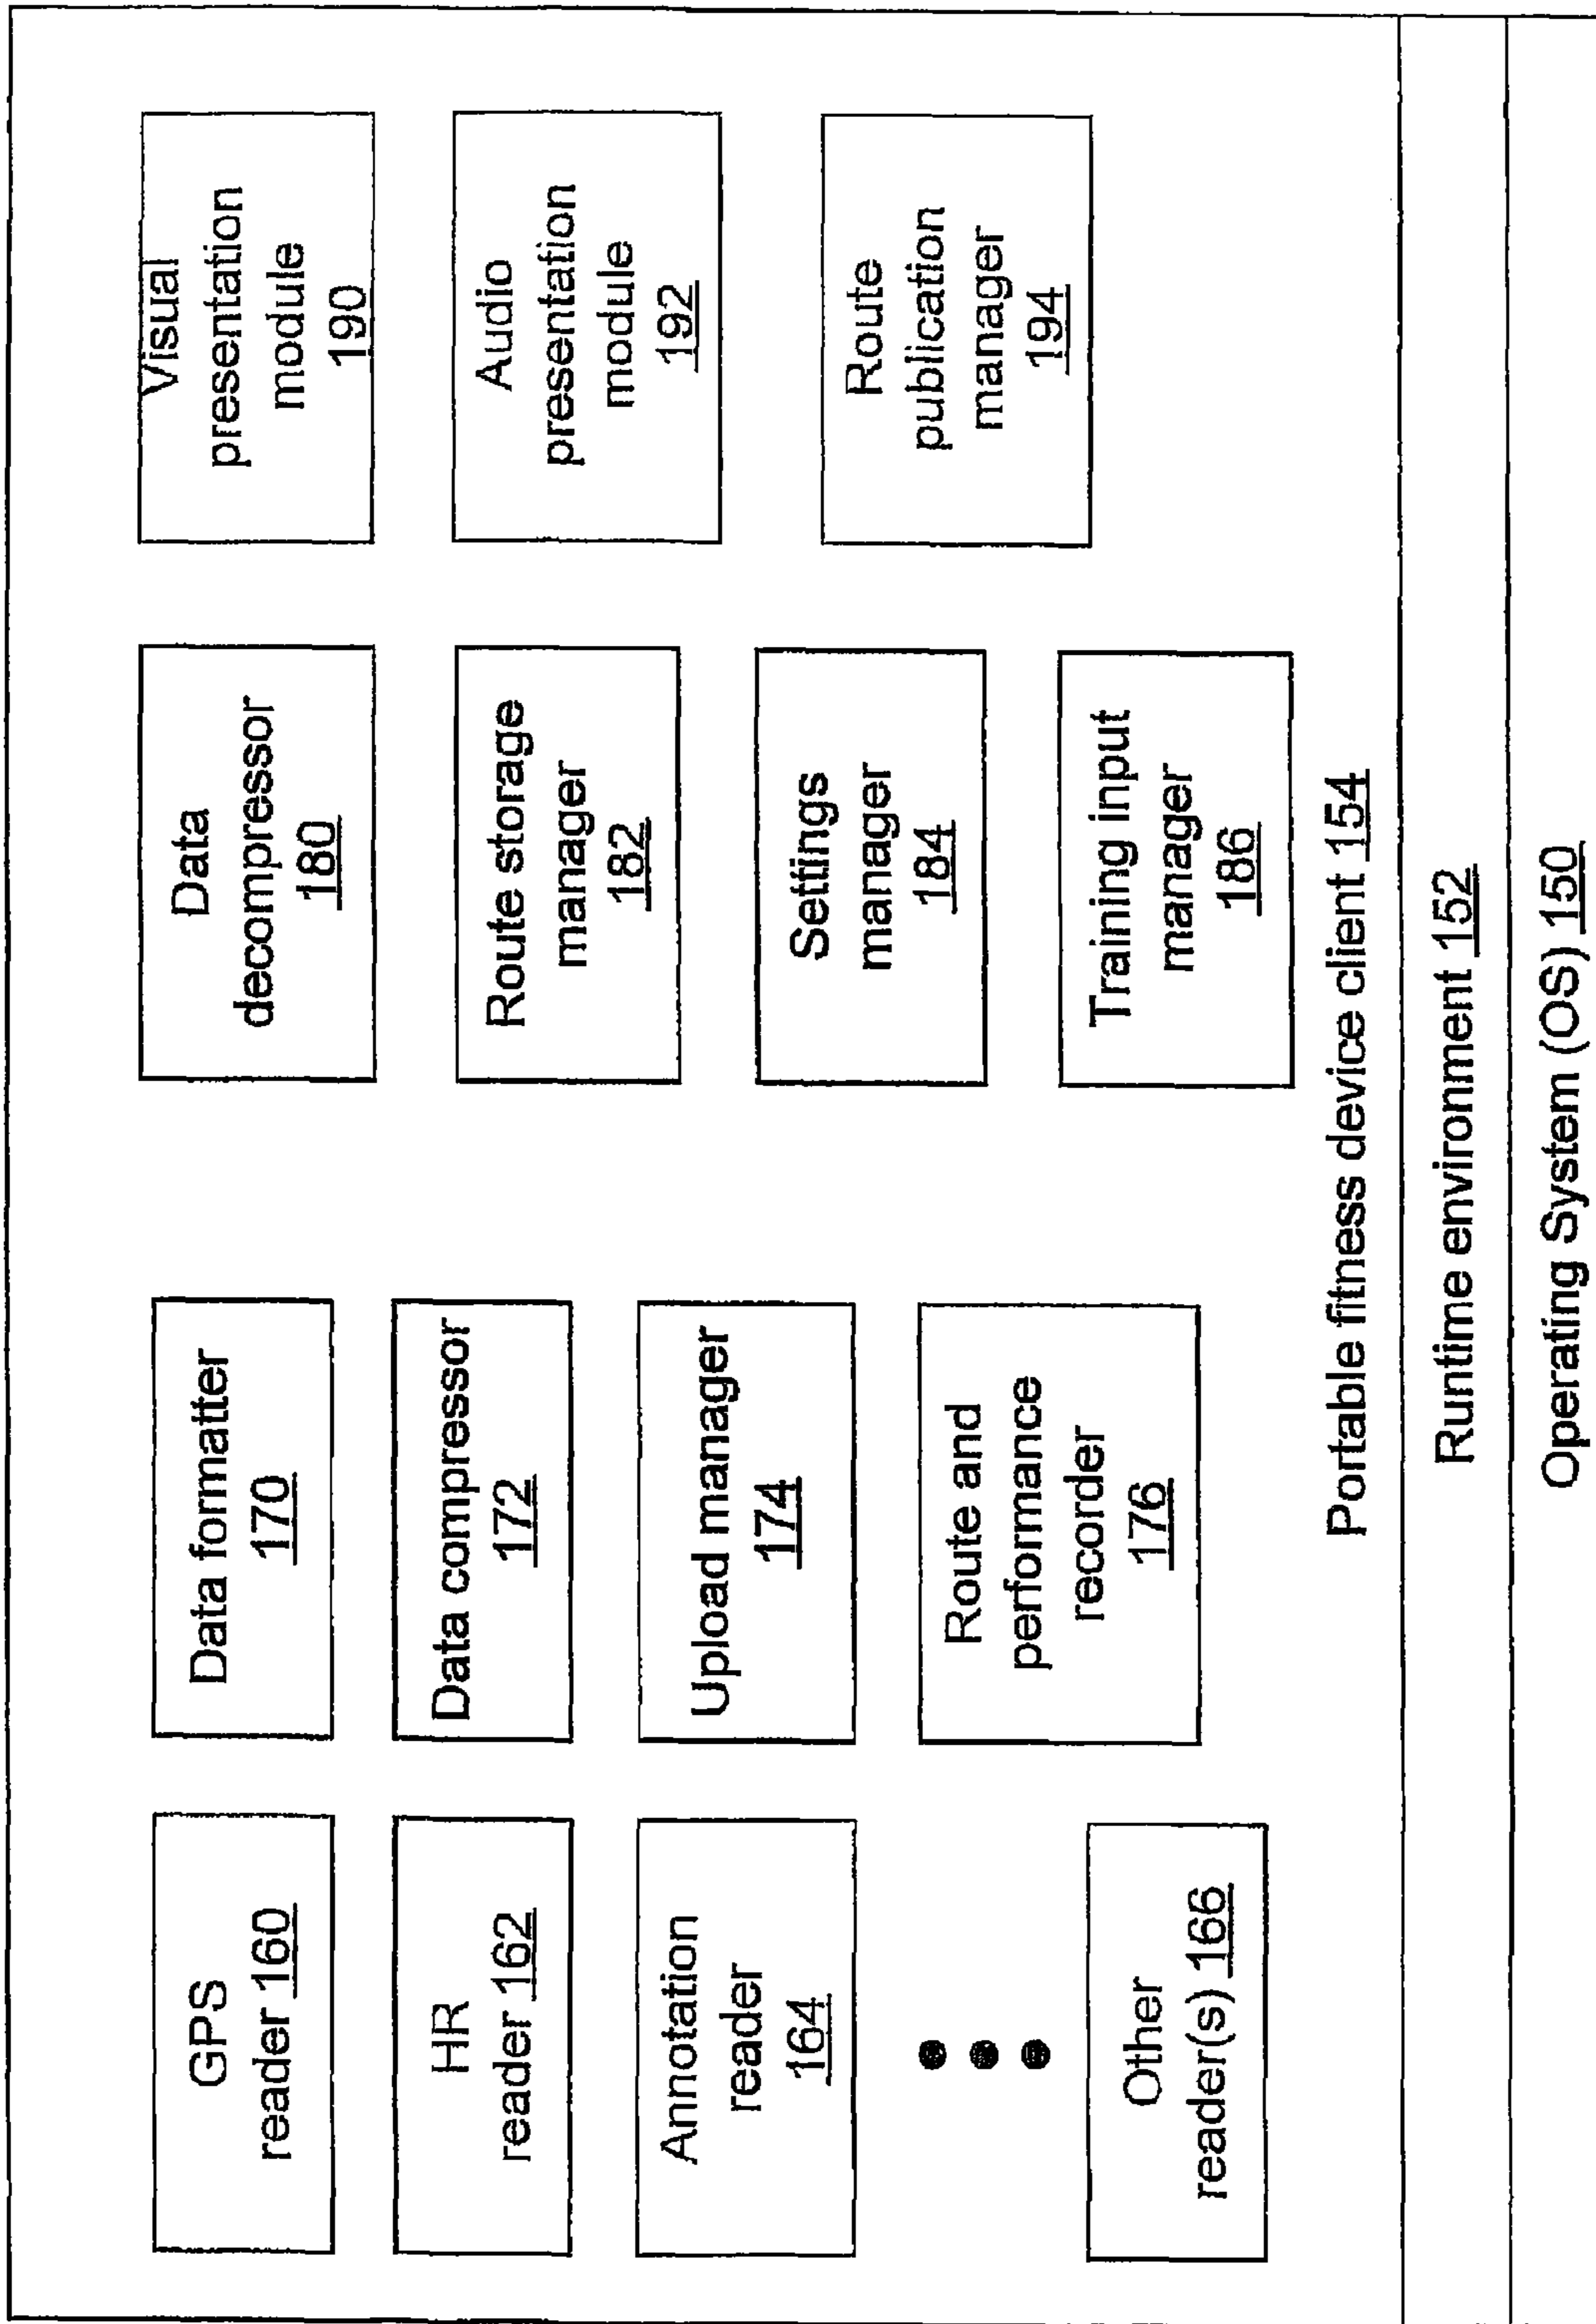 GPS
reader 160
HR
reader 162
Annotation
reader
164
Other
reader(s) 166
Data formatter
170
Data compressor
172
Upload manager
174
Route and
performance
recorder
176
Data
decompressor
180
Route storage
manager
182
Settings
manager
184
Training input
manager
186
Visual
presentation
module
190
Audio
presentation
module
192
Route
publication
manager
194
Portable fitness device client 154
Runtime environment 152
Operating System (OS) 150